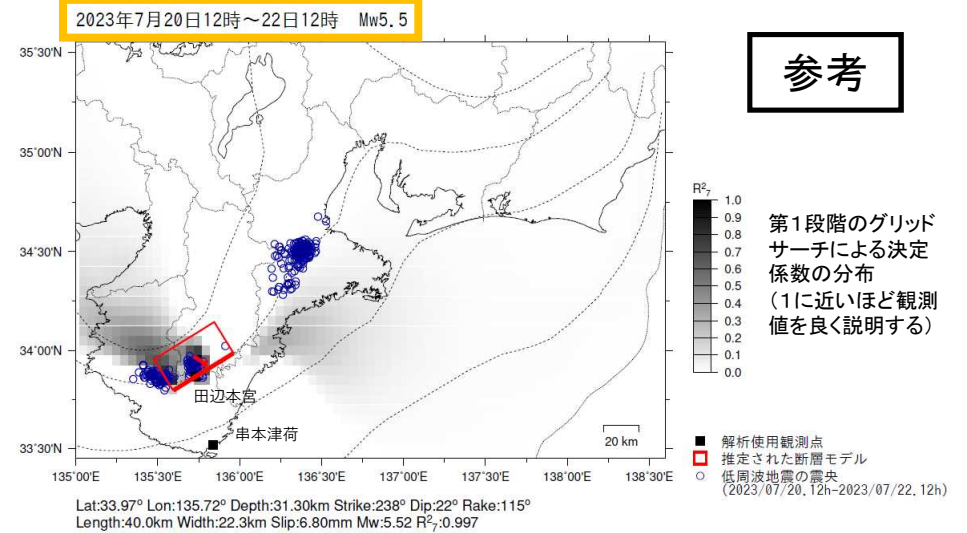 2023年7月20日12時～22日12時 Mw5.5
参考
35°30'N
35°00'N
34°30'N
34°00'N
33°30'N
135°00'E
135°30'E
136°00'E
136°30'E
137°00'E
137°30'E
138°00'E
138°30'E
田辺本宮
串本津荷
20 km
R²₇
1.0
0.9
0.8
0.7
0.6
0.5
0.4
0.3
0.2
0.1
0.0
第１段階のグリッド
サーチによる決定
係数の分布
（１に近いほど観測
値を良く説明する）
解析使用観測点
推定された断層モデル
低周波地震の震央
(2023/07/20.12h-2023/07/22.12h)
Lat:33.97° Lon:135.72° Depth:31.30km Strike:238° Dip:22° Rake:115°
Length:40.0km Width:22.3km Slip:6.80mm Mw:5.52 R²₇:0.997